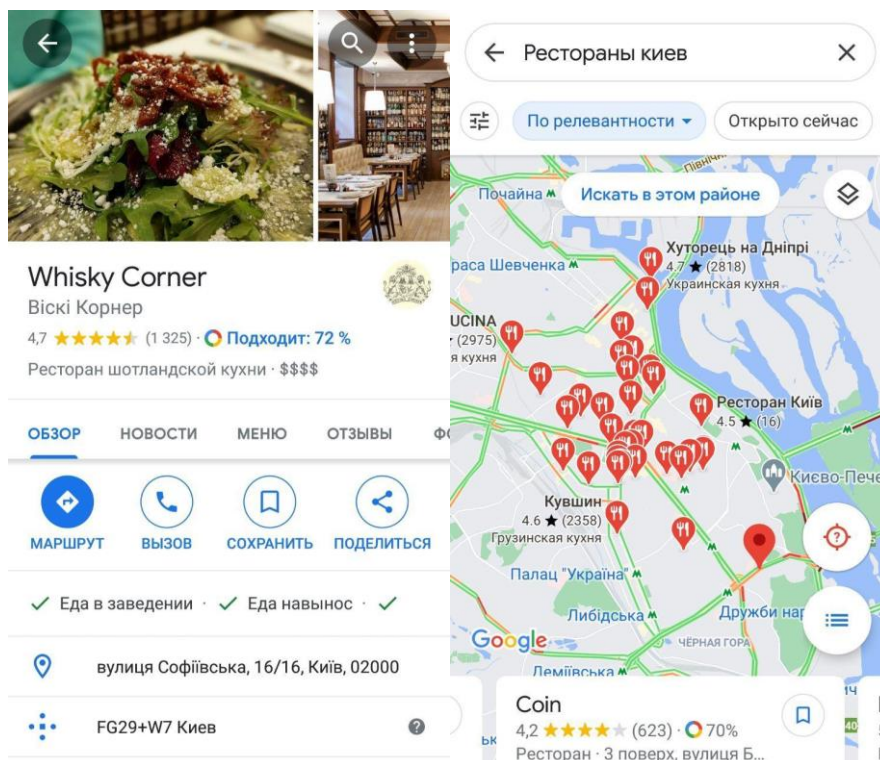 Whisky Corner
Віскі Корнер
4,7 (1 325) · Подходит: 72 %
Ресторан шотландской кухни · $$$$
ОБЗОР НОВОСТИ МЕНЮ ОТЗЫВЫ
МАРШРУТ ВЫЗОВ СОХРАНИТЬ ПОДЕЛИТЬСЯ
Еда в заведении · Еда навынос ·
вулиця Софіївська, 16/16, Київ, 02000
FG29+W7 Киев
Рестораны киев
По релевантности Открыто сейчас
Почайна М
Искать в этом районе
Хуторець на Дніпрі
4.7 ★ (2818)
Украинская кухня
раса Шевченка М
UCINA
(2975)
я кухня
Ресторан Київ
4.5 ★ (16)
Києво-Пече
Кувшин
4.6 ★ (2358)
Грузинская кухня
Палац "Україна" М
Либідська М
Дружби нар
Google
ЧЁРНАЯ ГОРА
Деміївська М
Coin
4,2 (623) · 70%
Ресторан · 3 поверх, вулиця Б...